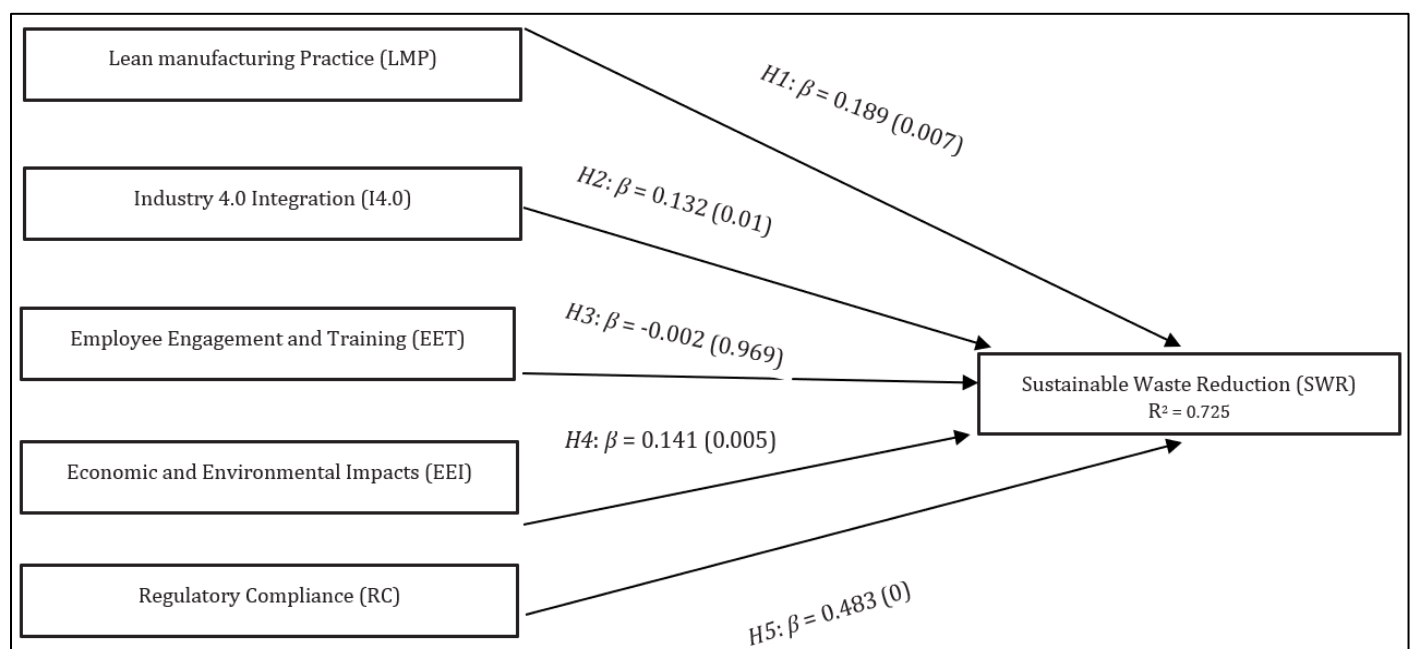 Lean manufacturing Practice (LMP)
H1: β = 0.189 (0.007)
Industry 4.0 Integration (I4.0)
H2: β = 0.132 (0.01)
Employee Engagement and Training (EET)
H3: β = -0.002 (0.969)
Sustainable Waste Reduction (SWR)
R² = 0.725
Economic and Environmental Impacts (EEI)
H4: β = 0.141 (0.005)
Regulatory Compliance (RC)
H5: β = 0.483 (0)